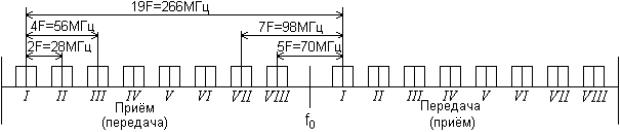 19F=266МГц
4F=56МГц
7F=98МГц
2F=28МГц
5F=70МГц
I II III IV V VI VII VIII I II III IV V VI VII VIII
Приём
(передача)
f₀
Передача
(приём)